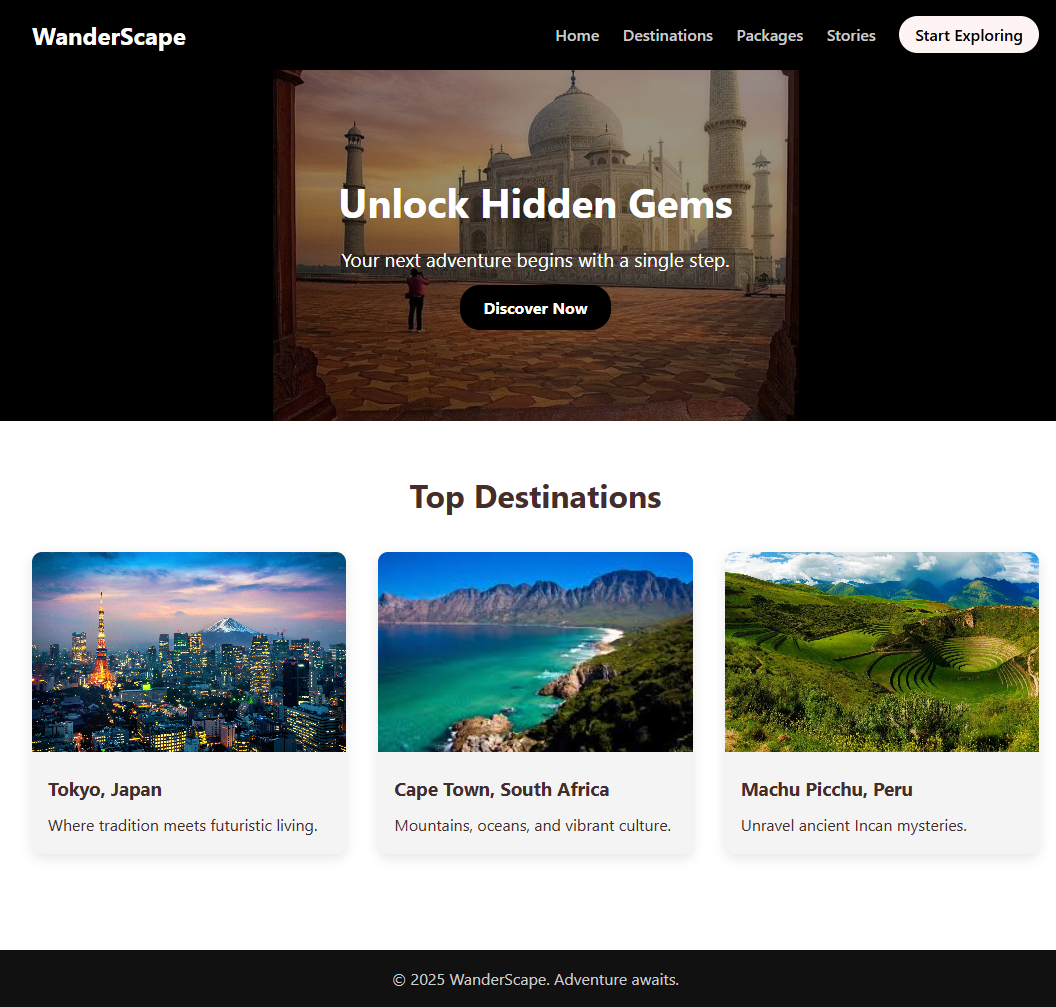 WanderScape
Home Destinations Packages Stories Start Exploring
Unlock Hidden Gems
Your next adventure begins with a single step.
Discover Now
Top Destinations
Tokyo, Japan
Where tradition meets futuristic living.
Cape Town, South Africa
Mountains, oceans, and vibrant culture.
Machu Picchu, Peru
Unravel ancient Incan mysteries.
© 2025 WanderScape. Adventure awaits.